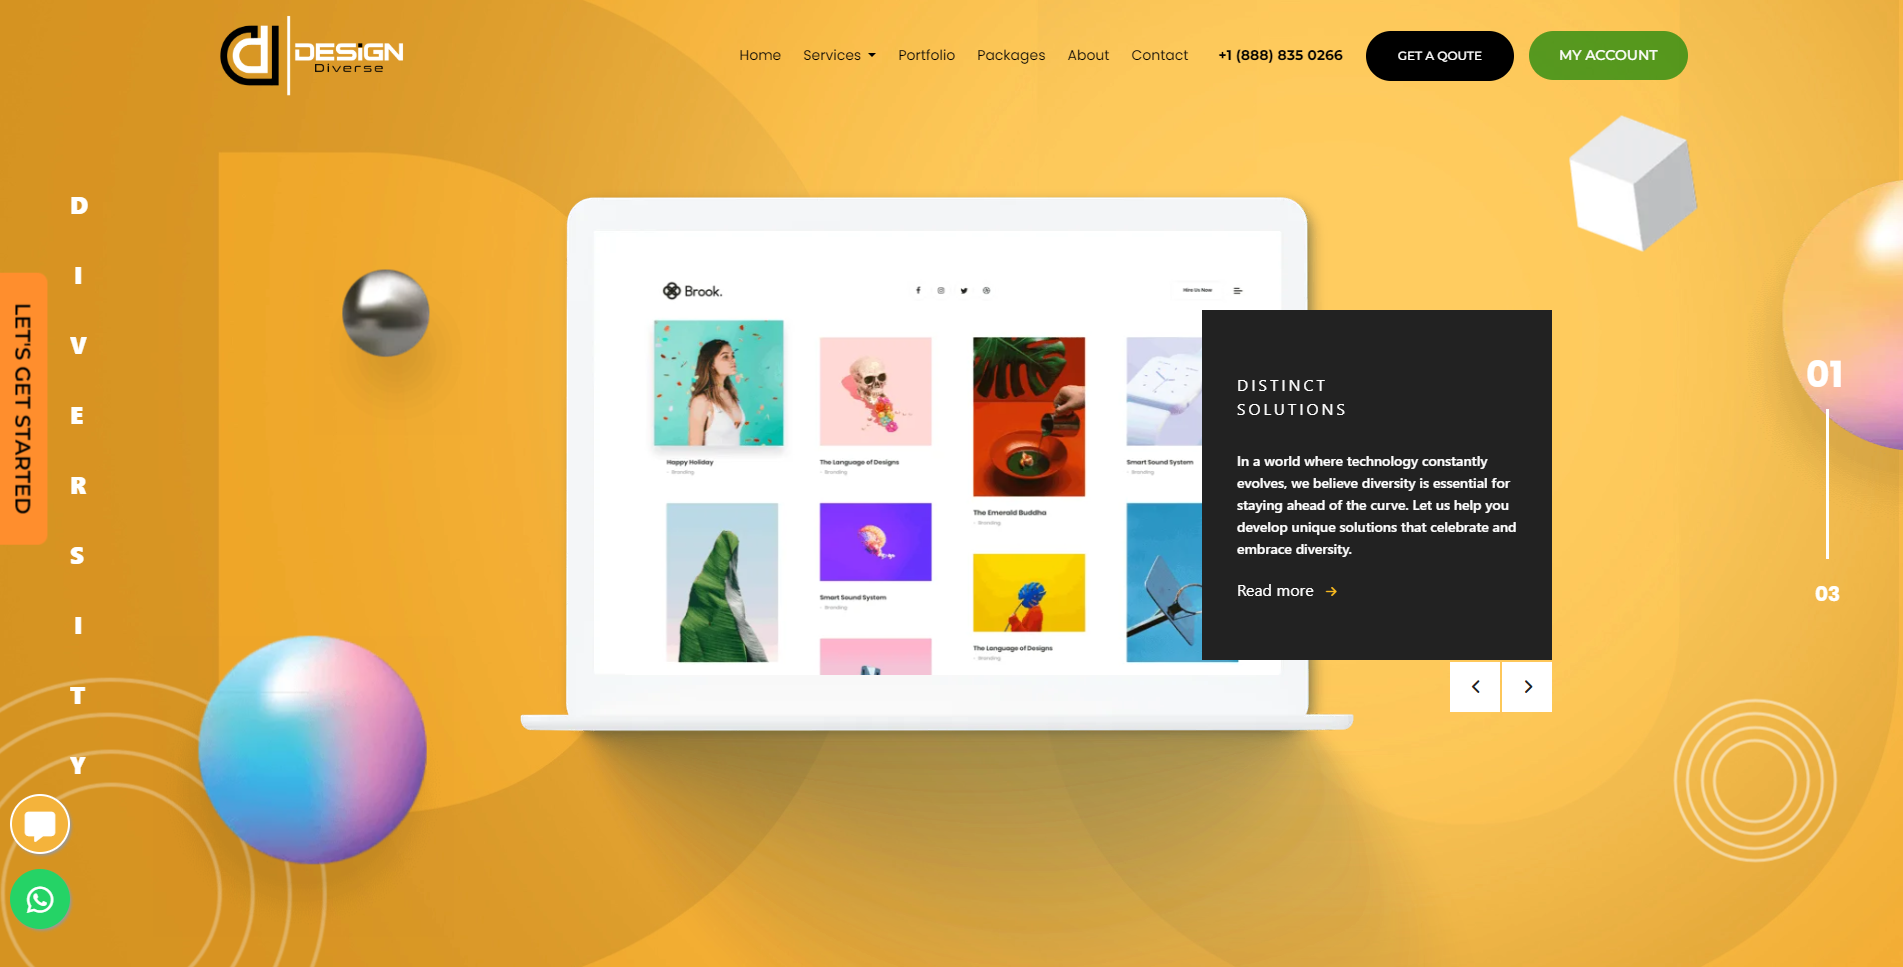 DESIGN
Diverse
Home
Services
Portfolio
Packages
About
Contact
+1 (888) 835 0266
GET A QOUTE
MY ACCOUNT
DIVERSITY
LET'S GET STARTED
Brook.
Hire Us Now
Happy Holiday
- Branding
The Language of Designs
- Branding
The Emerald Buddha
- Branding
Smart Sound System
- Branding
Smart Sound System
- Branding
The Language of Designs
- Branding
DISTINCT
SOLUTIONS
In a world where technology constantly
evolves, we believe diversity is essential for
staying ahead of the curve. Let us help you
develop unique solutions that celebrate and
embrace diversity.
Read more
01
03